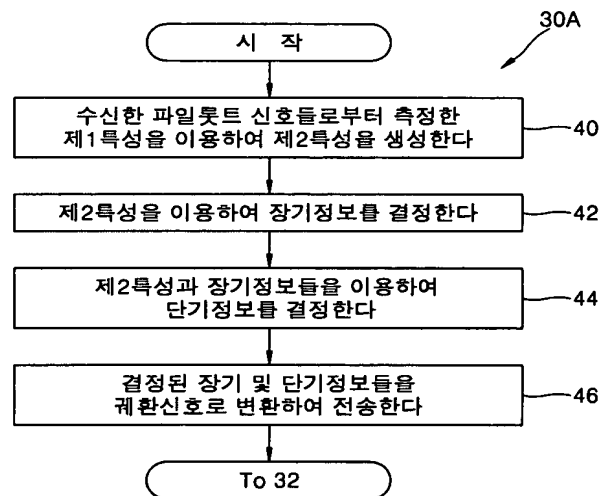 30A
시 작
수신한 파일롯트 신호들로부터 측정한
제1특성을 이용하여 제2특성을 생성한다
40
제2특성을 이용하여 장기정보를 결정한다
42
제2특성과 장기정보들을 이용하여
단기정보를 결정한다
44
결정된 장기 및 단기정보들을
궤환신호로 변환하여 전송한다
46
To 32